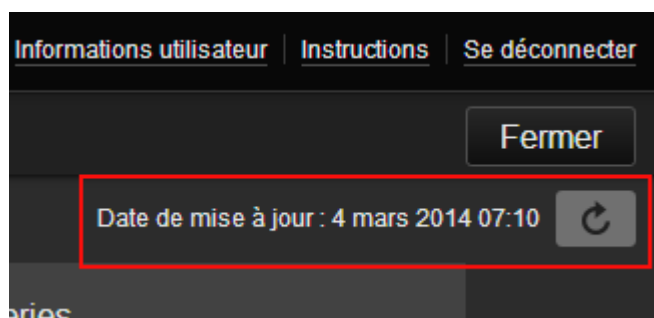 Informations utilisateur Instructions Se déconnecter
Fermer
Date de mise à jour : 4 mars 2014 07:10